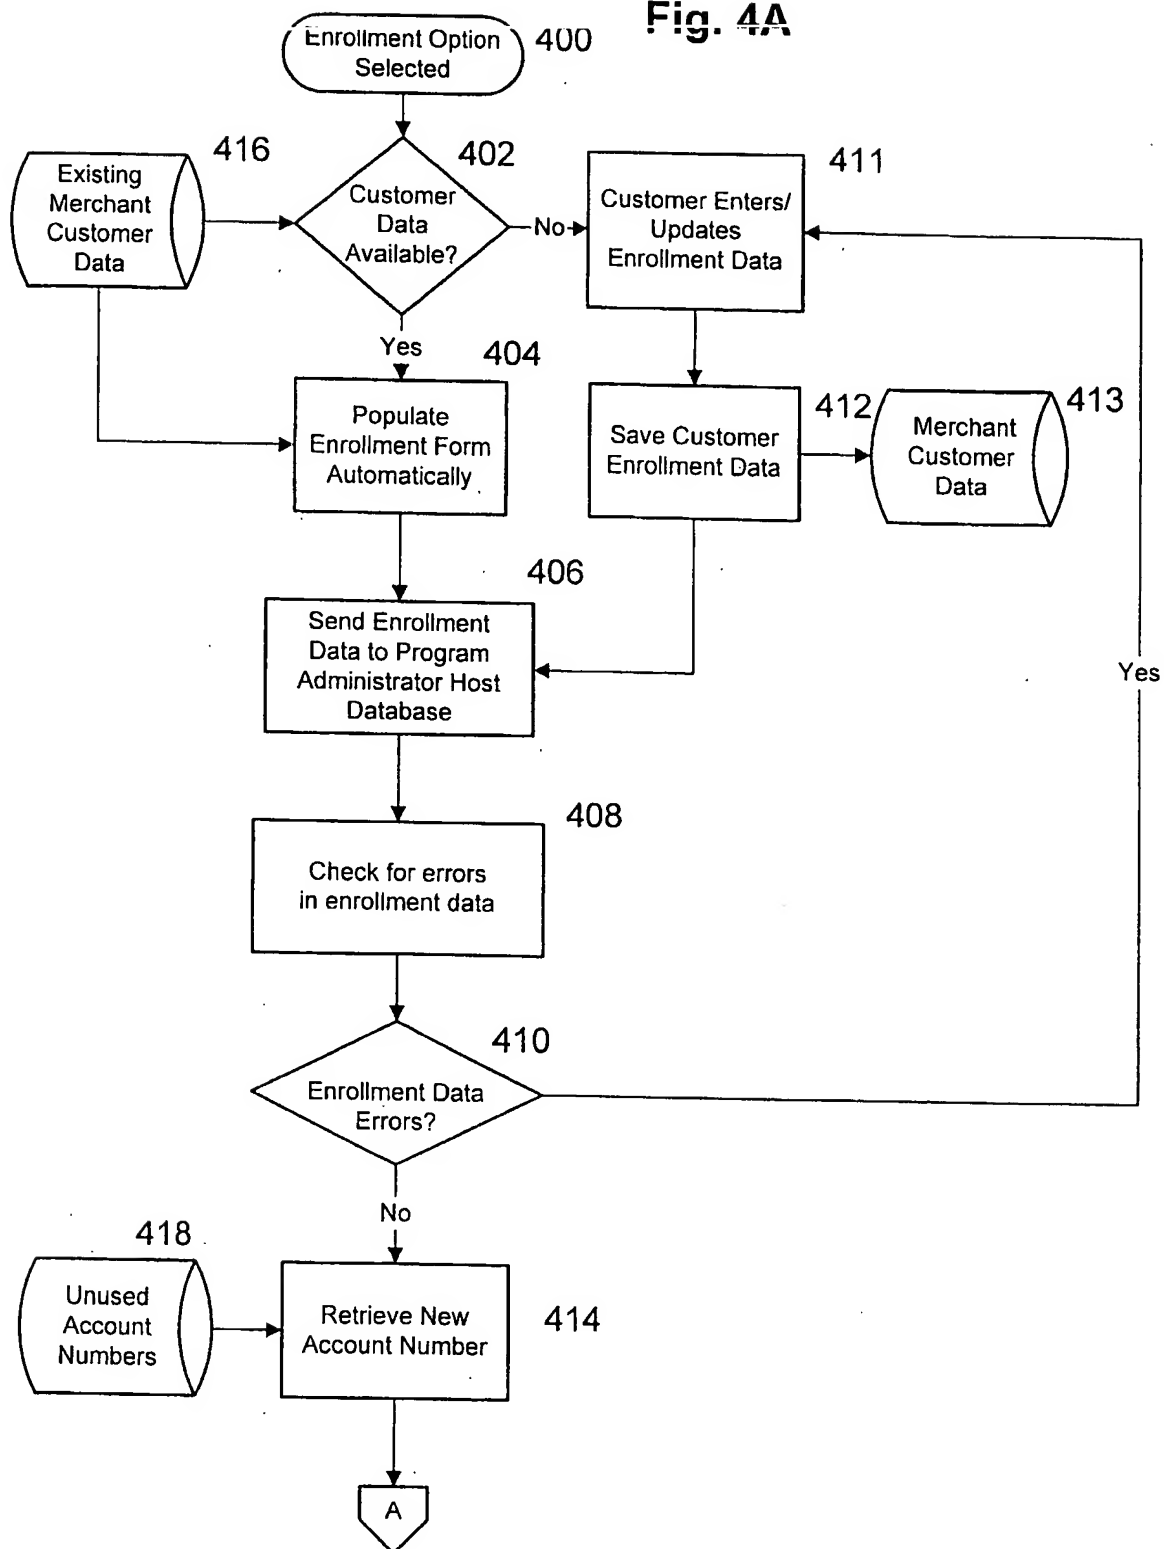 Fig. 4A
Enrollment Option
Selected
400
416
Existing
Merchant
Customer
Data
402
Customer
Data
Available?
No
411
Customer Enters/
Updates
Enrollment Data
Yes
404
Populate
Enrollment Form
Automatically
412
Save Customer
Enrollment Data
413
Merchant
Customer
Data
406
Send Enrollment
Data to Program
Administrator Host
Database
Yes
408
Check for errors
in enrollment data
410
Enrollment Data
Errors?
No
418
Unused
Account
Numbers
Retrieve New
Account Number
414
A